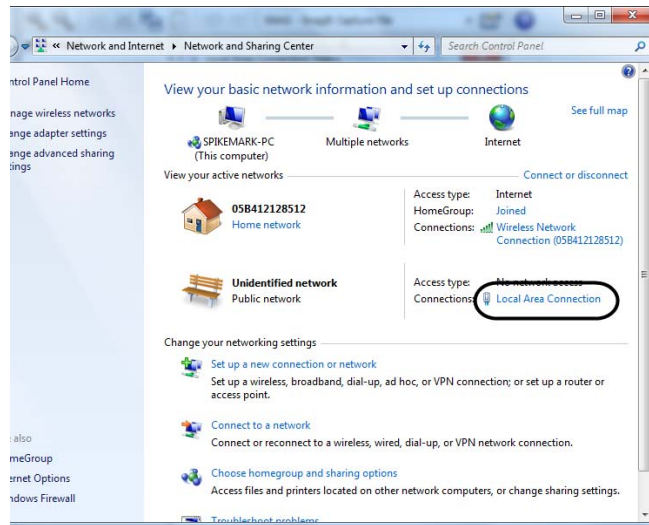 « Network and Internet ▸ Network and Sharing Center
Search Control Panel
ntrol Panel Home
nage wireless networks
ange adapter settings
ange advanced sharing
tings
View your basic network information and set up connections
See full map
SPIKEMARK-PC
(This computer)
Multiple networks
Internet
View your active networks
Connect or disconnect
05B412128512
Home network
Access type: Internet
HomeGroup: Joined
Connections: Wireless Network
Connection (05B412128512)
Unidentified network
Public network
Access type: No network access
Connections: Local Area Connection
Change your networking settings
Set up a new connection or network
Set up a wireless, broadband, dial-up, ad hoc, or VPN connection; or set up a router or
access point.
Connect to a network
Connect or reconnect to a wireless, wired, dial-up, or VPN network connection.
Choose homegroup and sharing options
Access files and printers located on other network computers, or change sharing settings.
Troubleshoot problems
also
meGroup
ernet Options
ndows Firewall